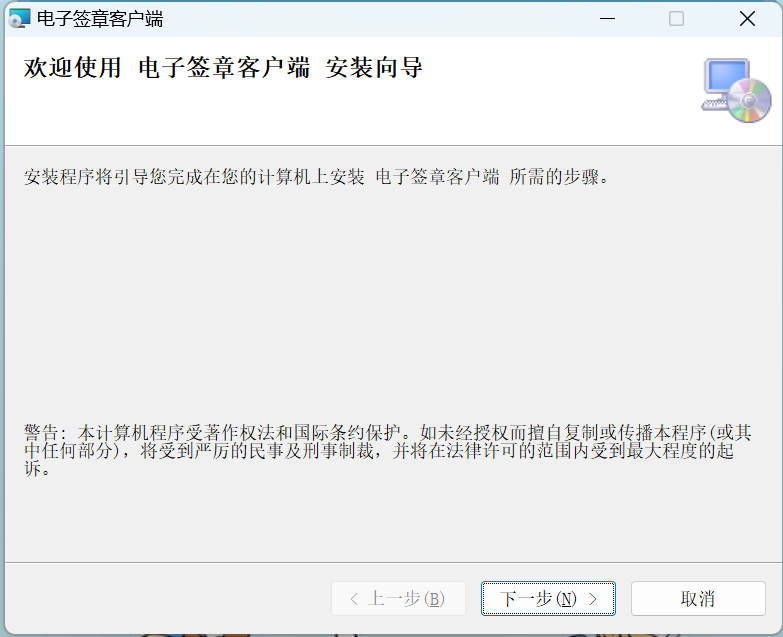 电子签章客户端
欢迎使用 电子签章客户端 安装向导
安装程序将引导您完成在您的计算机上安装 电子签章客户端 所需的步骤。
警告: 本计算机程序受著作权法和国际条约保护。如未经授权而擅自复制或传播本程序(或其
中任何部分)，将受到严厉的民事及刑事制裁，并将在法律许可的范围内受到最大程度的起
诉。
< 上一步(B)
下一步(N) >
取消